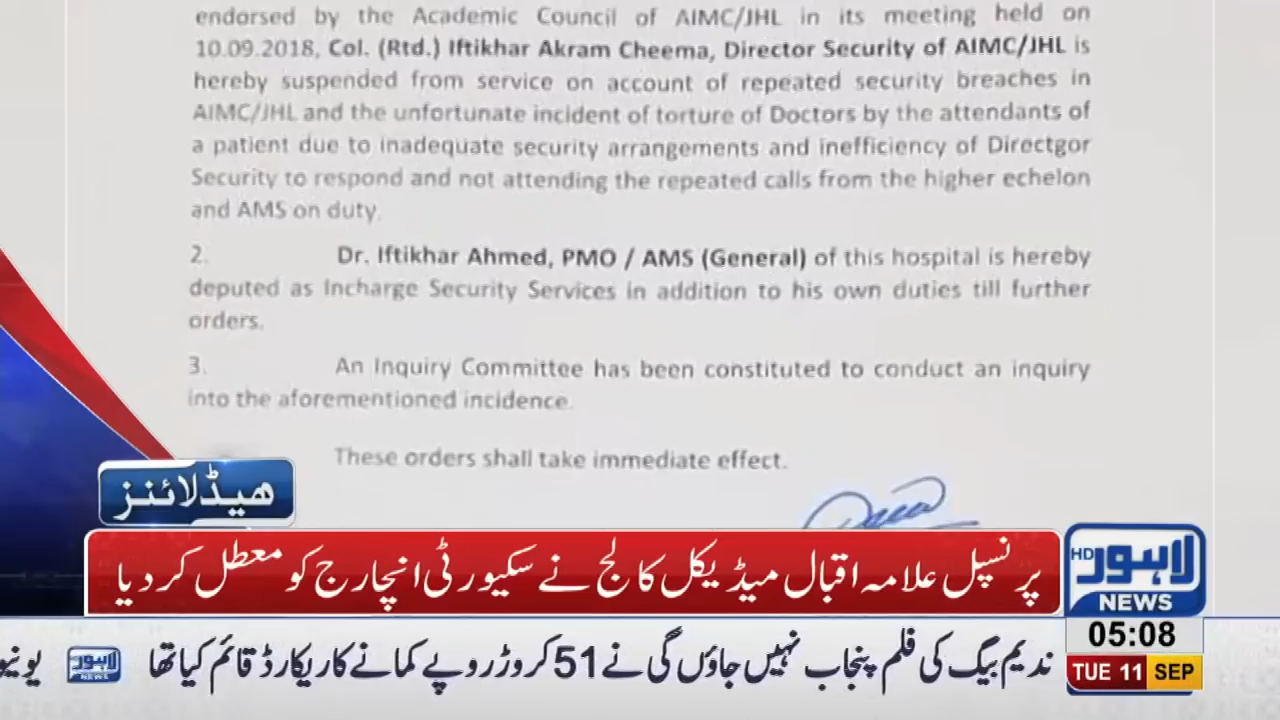 endorsed by the Academic Council of AIMC/JHL in its meeting held on
10.09.2018, Col. (Rtd.) Iftikhar Akram Cheema, Director Security of AIMC/JHL is
hereby suspended from service on account of repeated security breaches in
AIMC/JHL and the unfortunate incident of torture of Doctors by the attendants of
a patient due to inadequate security arrangements and inefficiency of Directgor
Security to respond and not attending the repeated calls from the higher echelon
and AMS on duty.
2. Dr. Iftikhar Ahmed, PMO / AMS (General) of this hospital is hereby
deputed as Incharge Security Services in addition to his own duties till further
orders.
3. An Inquiry Committee has been constituted to conduct an inquiry
into the aforementioned incidence.
These orders shall take immediate effect.
ہیڈلائنز
پرنسپل علامہ اقبال میڈیکل کالج نے سکیورٹی انچارج کو معطل کر دیا
لاہور HD
NEWS
05:08
TUE 11 SEP
ندیم بیگ کی فلم پنجاب نہیں جاؤں گی نے 51 کروڑ روپے کمانے کا ریکارڈ قائم کیا تھا
لاہور NEWS